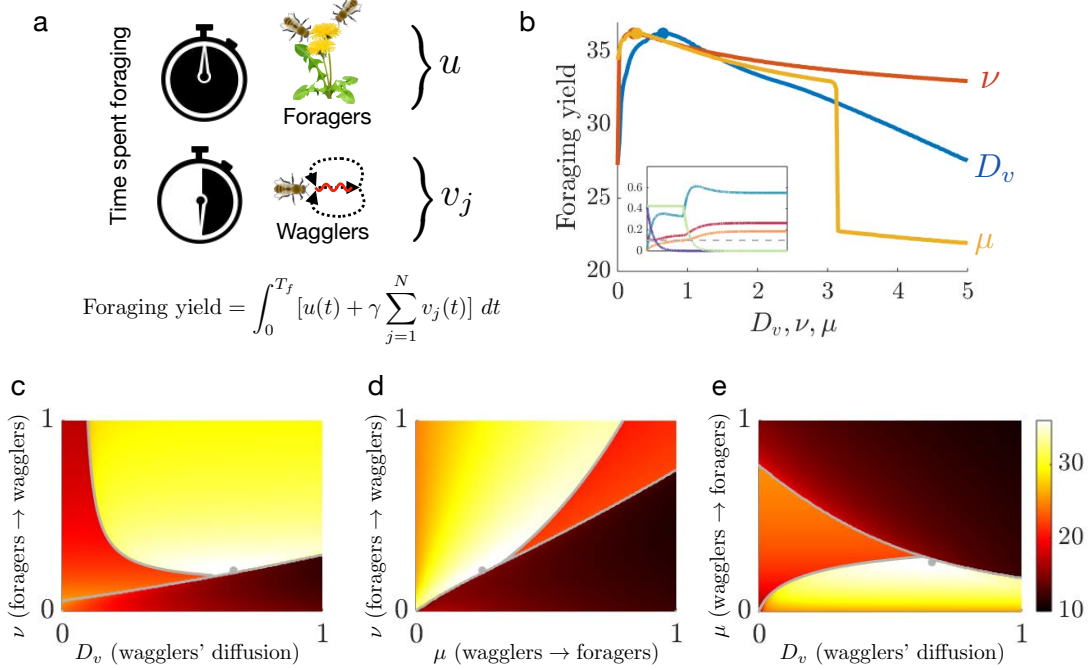 a
Time spent foraging
Foragers
u
Wagglers
v_j
Foraging yield = ∫_0^{T_f} [u(t) + γ ∑_{j=1}^{N} v_j(t)] dt
b
Foraging yield
35
30
25
20
0.6
0.4
0.2
0
ν
D_v
μ
0 1 2 3 4 5
D_v, ν, μ
c
ν (foragers → wagglers)
1
0
0 1
D_v (wagglers' diffusion)
d
ν (foragers → wagglers)
1
0
0 1
μ (wagglers → foragers)
e
μ (wagglers → foragers)
1
0
0 1
D_v (wagglers' diffusion)
30
20
10